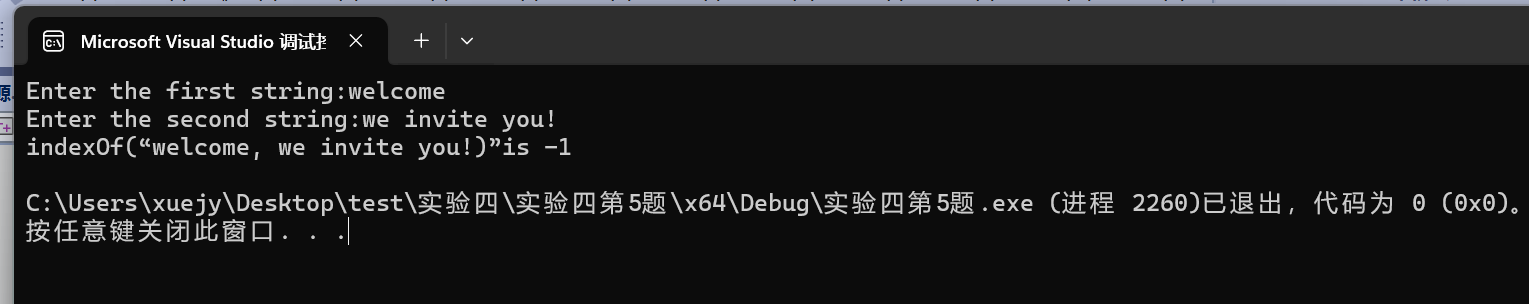 Microsoft Visual Studio 调试控
Enter the first string:welcome
Enter the second string:we invite you!
indexOf(“welcome, we invite you!)”is -1
C:\Users\xuejy\Desktop\test\实验四\实验四第5题\x64\Debug\实验四第5题.exe (进程 2260)已退出，代码为 0 (0x0)。
按任意键关闭此窗口. . .